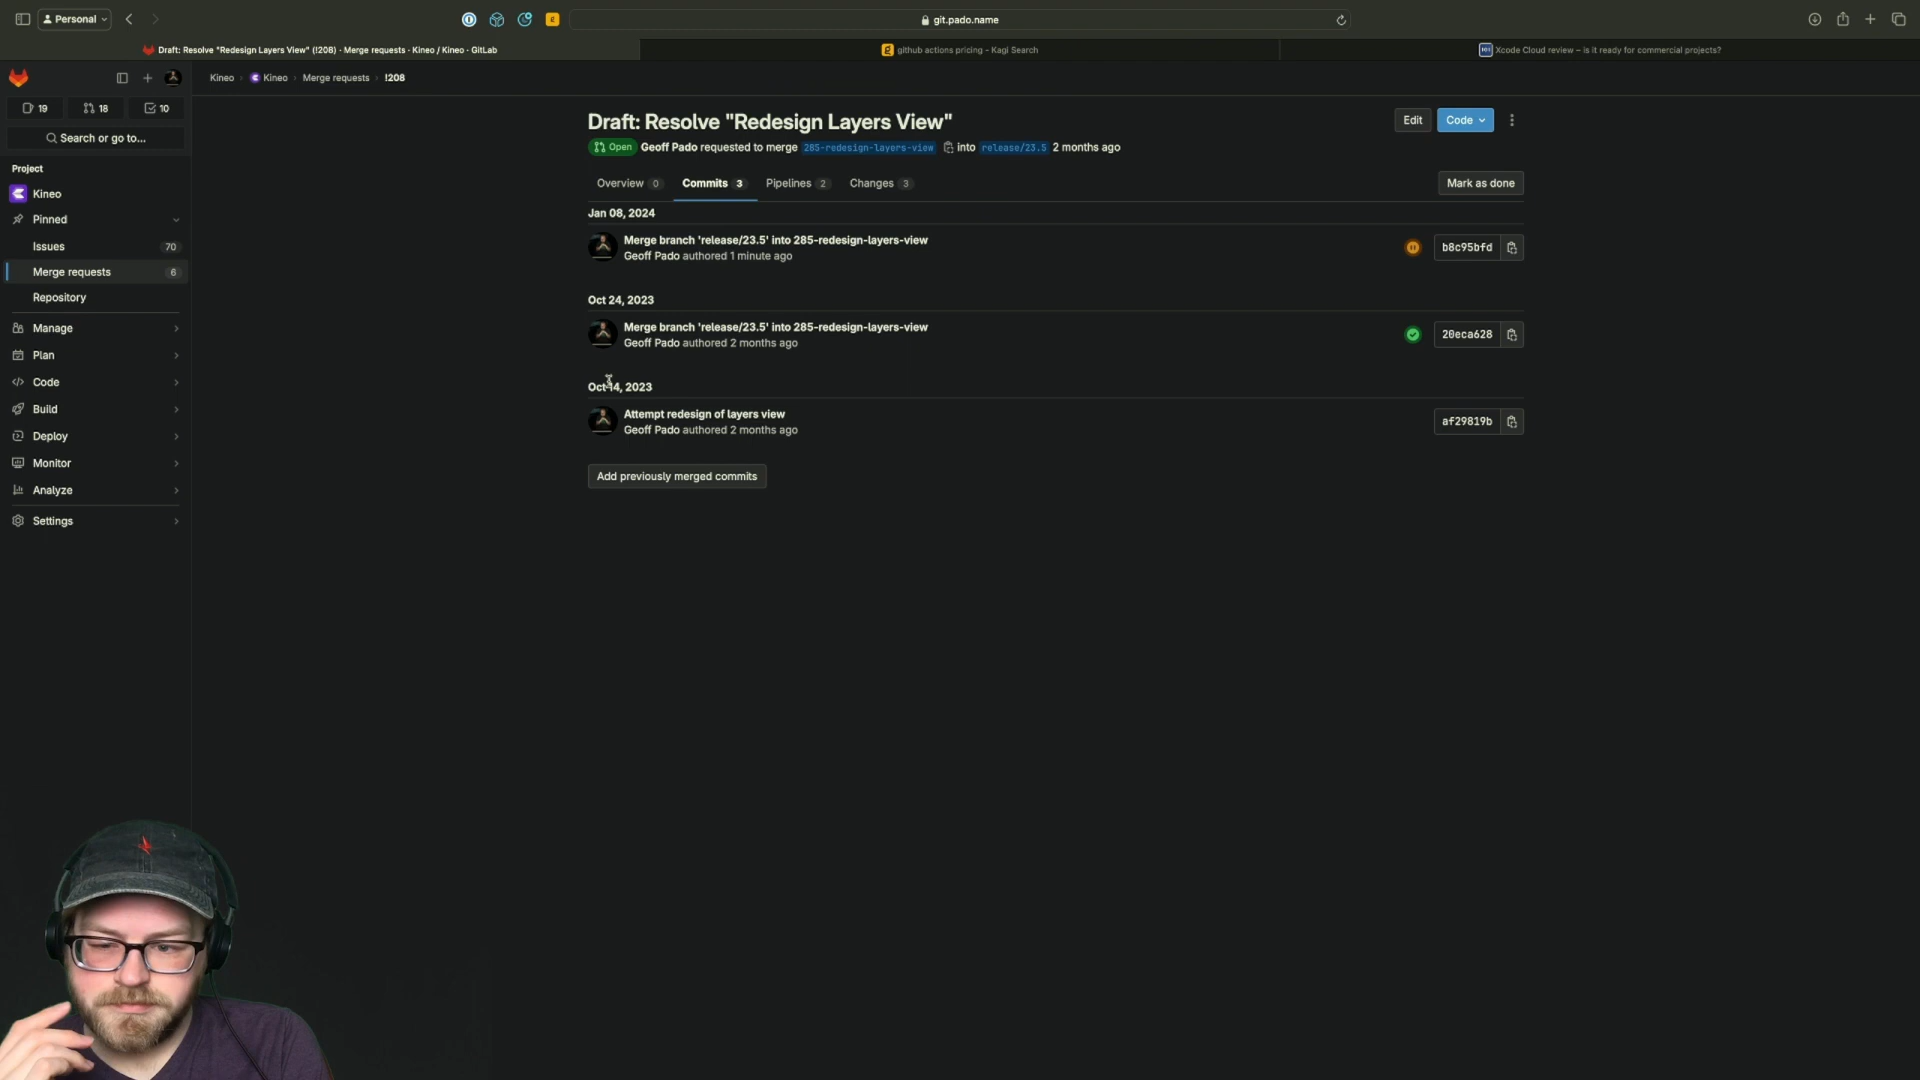 Personal
git.pado.name
Draft: Resolve "Redesign Layers View" (!208) · Merge requests · Kineo / Kineo · GitLab
github actions pricing - Kagi Search
Xcode Cloud review – is it ready for commercial projects?
Kineo
Kineo
Merge requests
!208
19
18
10
Search or go to...
Project
Kineo
Pinned
Issues
70
Merge requests
6
Repository
Manage
Plan
Code
Build
Deploy
Monitor
Analyze
Settings
Draft: Resolve "Redesign Layers View"
Edit
Code
Open
Geoff Pado requested to merge 285-redesign-layers-view into release/23.5 2 months ago
Overview 0
Commits 3
Pipelines 2
Changes 3
Mark as done
Jan 08, 2024
Merge branch 'release/23.5' into 285-redesign-layers-view
Geoff Pado authored 1 minute ago
b8c95bfd
Oct 24, 2023
Merge branch 'release/23.5' into 285-redesign-layers-view
Geoff Pado authored 2 months ago
20eca628
Oct 14, 2023
Attempt redesign of layers view
Geoff Pado authored 2 months ago
af29819b
Add previously merged commits